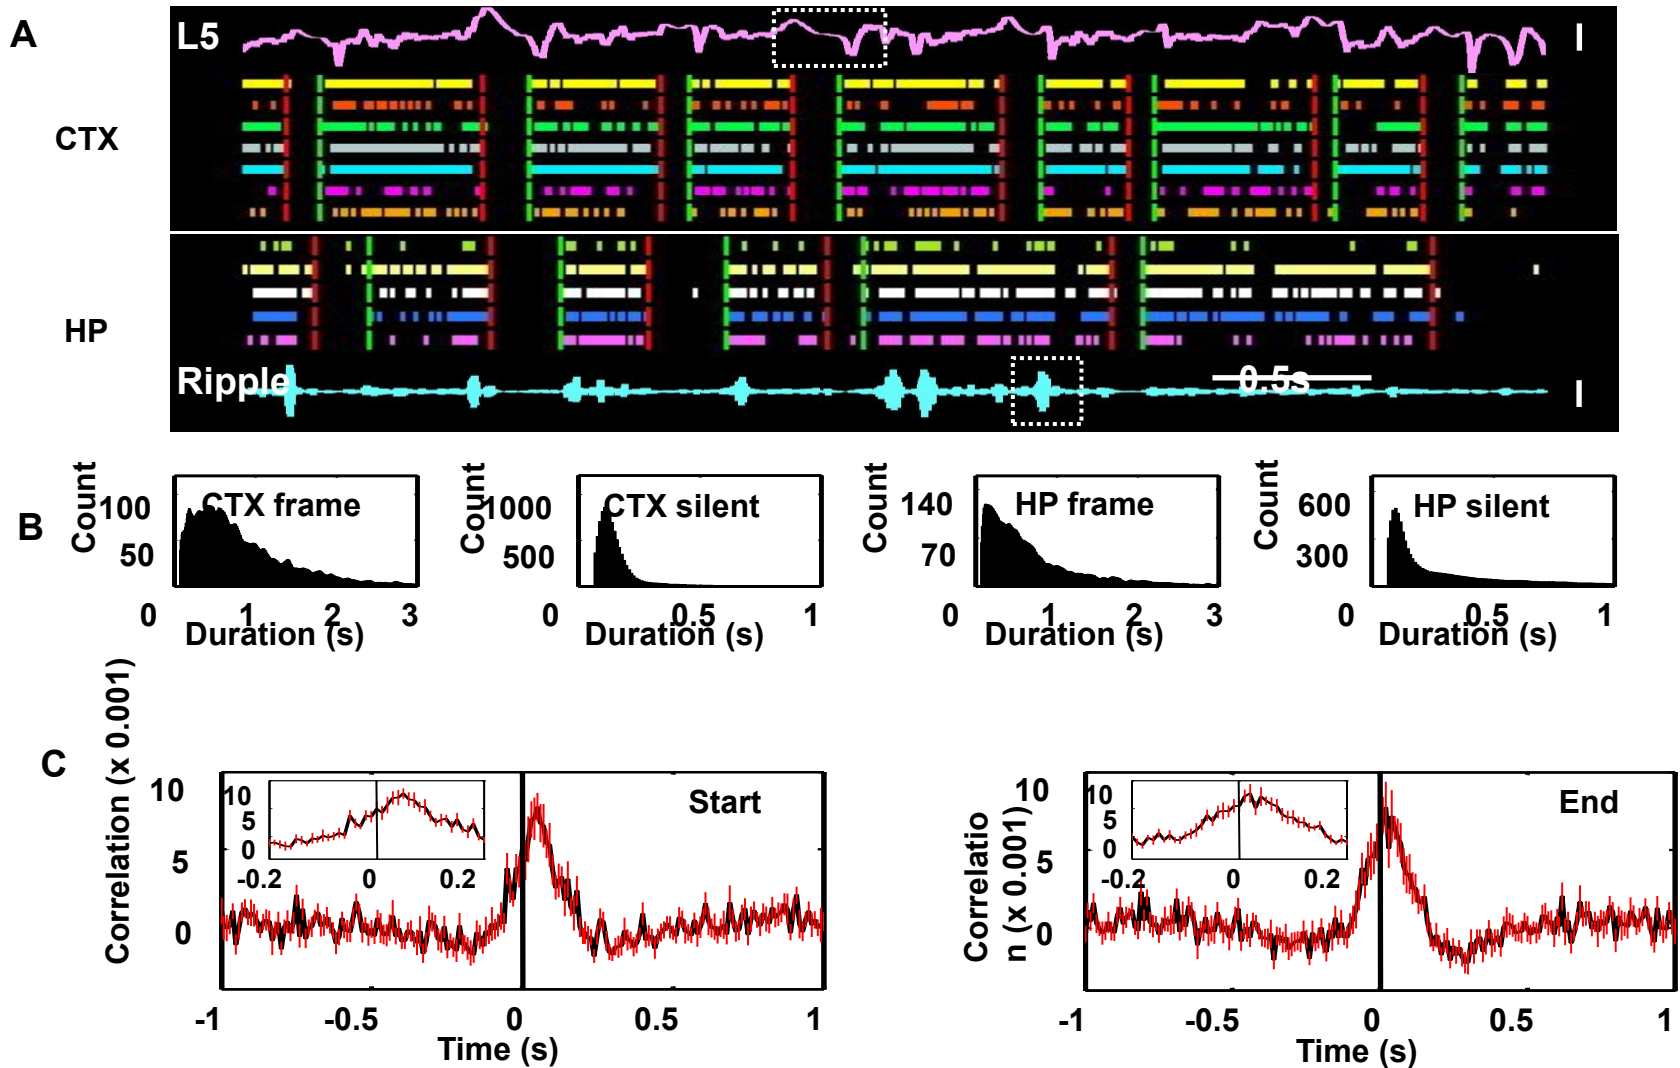 A
L5
CTX
HP
Ripple
0.5s
B
Count
100
50
CTX frame
0 1 2 3
Duration (s)
Count
1000
500
CTX silent
0 0.5 1
Duration (s)
Count
140
70
HP frame
0 1 2 3
Duration (s)
Count
600
300
HP silent
0 0.5 1
Duration (s)
C
Correlation (x 0.001)
10
5
0
10
5
0
-0.2 0 0.2
Start
-1 -0.5 0 0.5 1
Time (s)
Correlatio
n (x 0.001)
10
5
0
10
5
0
-0.2 0 0.2
End
-1 -0.5 0 0.5 1
Time (s)